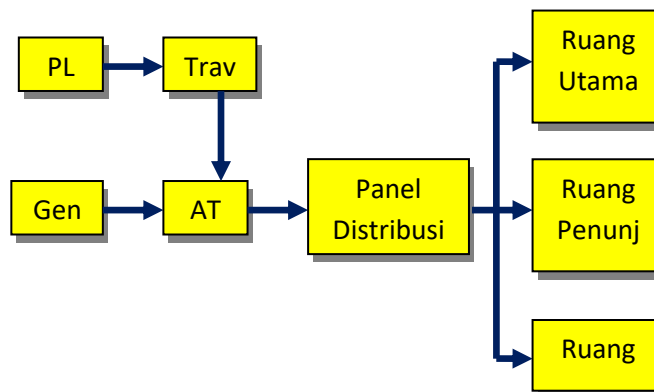 PL
Trav
Gen
AT
Panel
Distribusi
Ruang
Utama
Ruang
Penunj
Ruang